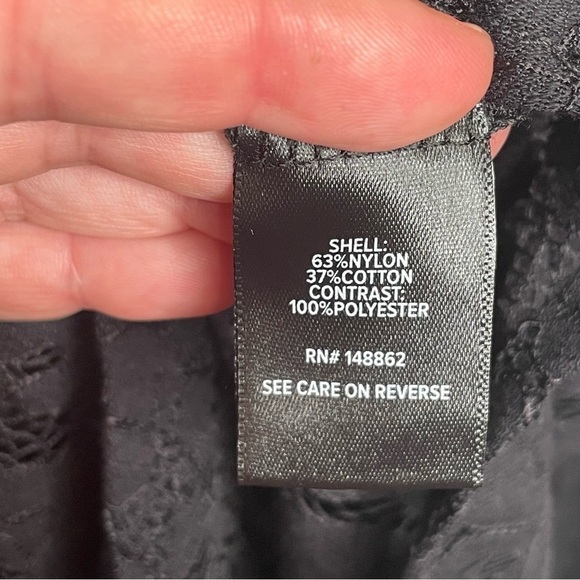 SHELL:
63%NYLON
37%COTTON
CONTRAST:
100%POLYESTER
RN# 148862
SEE CARE ON REVERSE